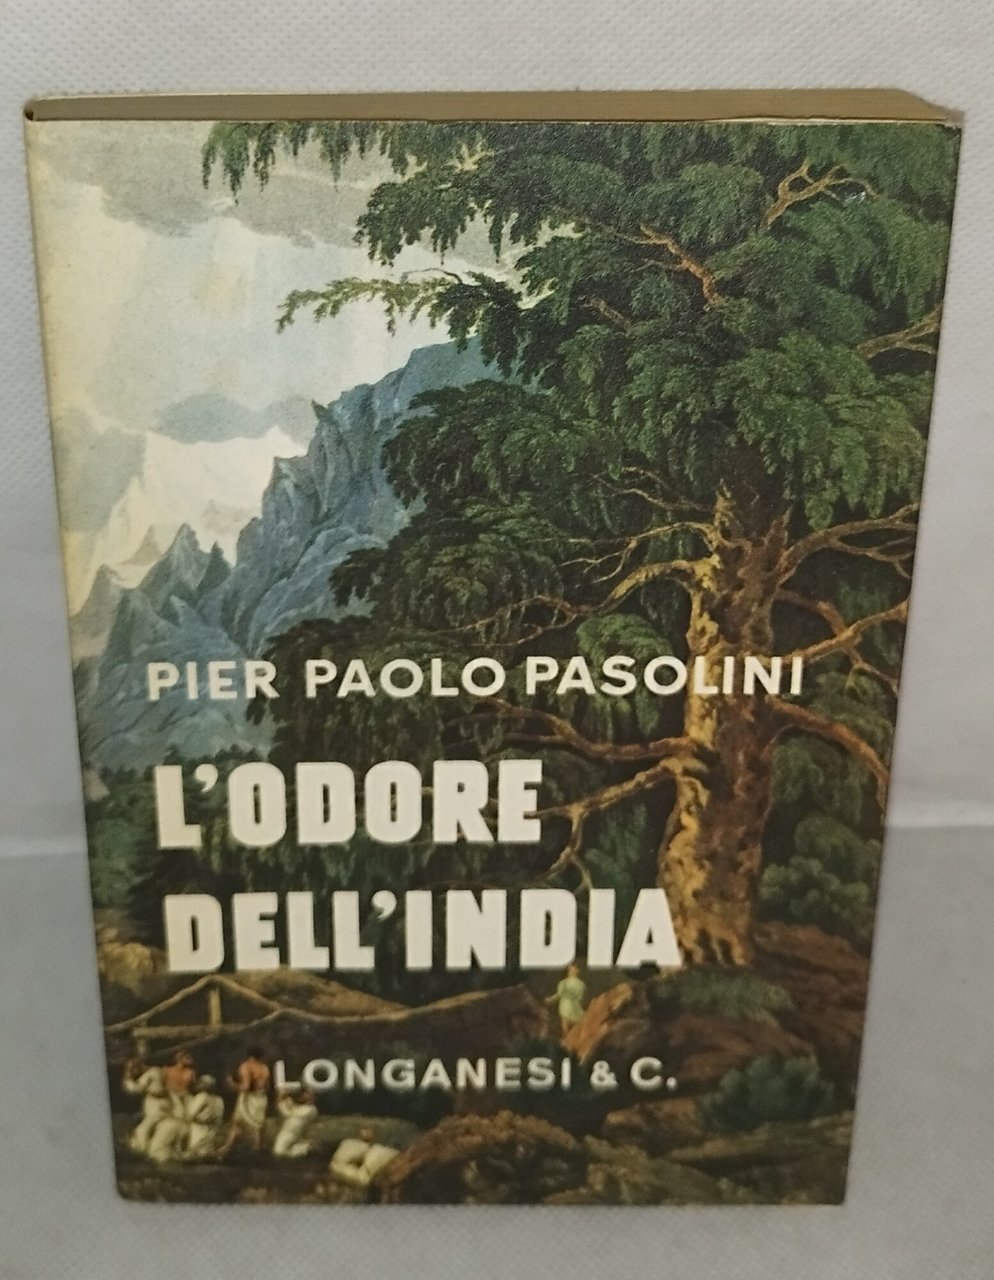 PIER PAOLO PASOLINI
L'ODORE
DELL'INDIA
LONGANESI & C.